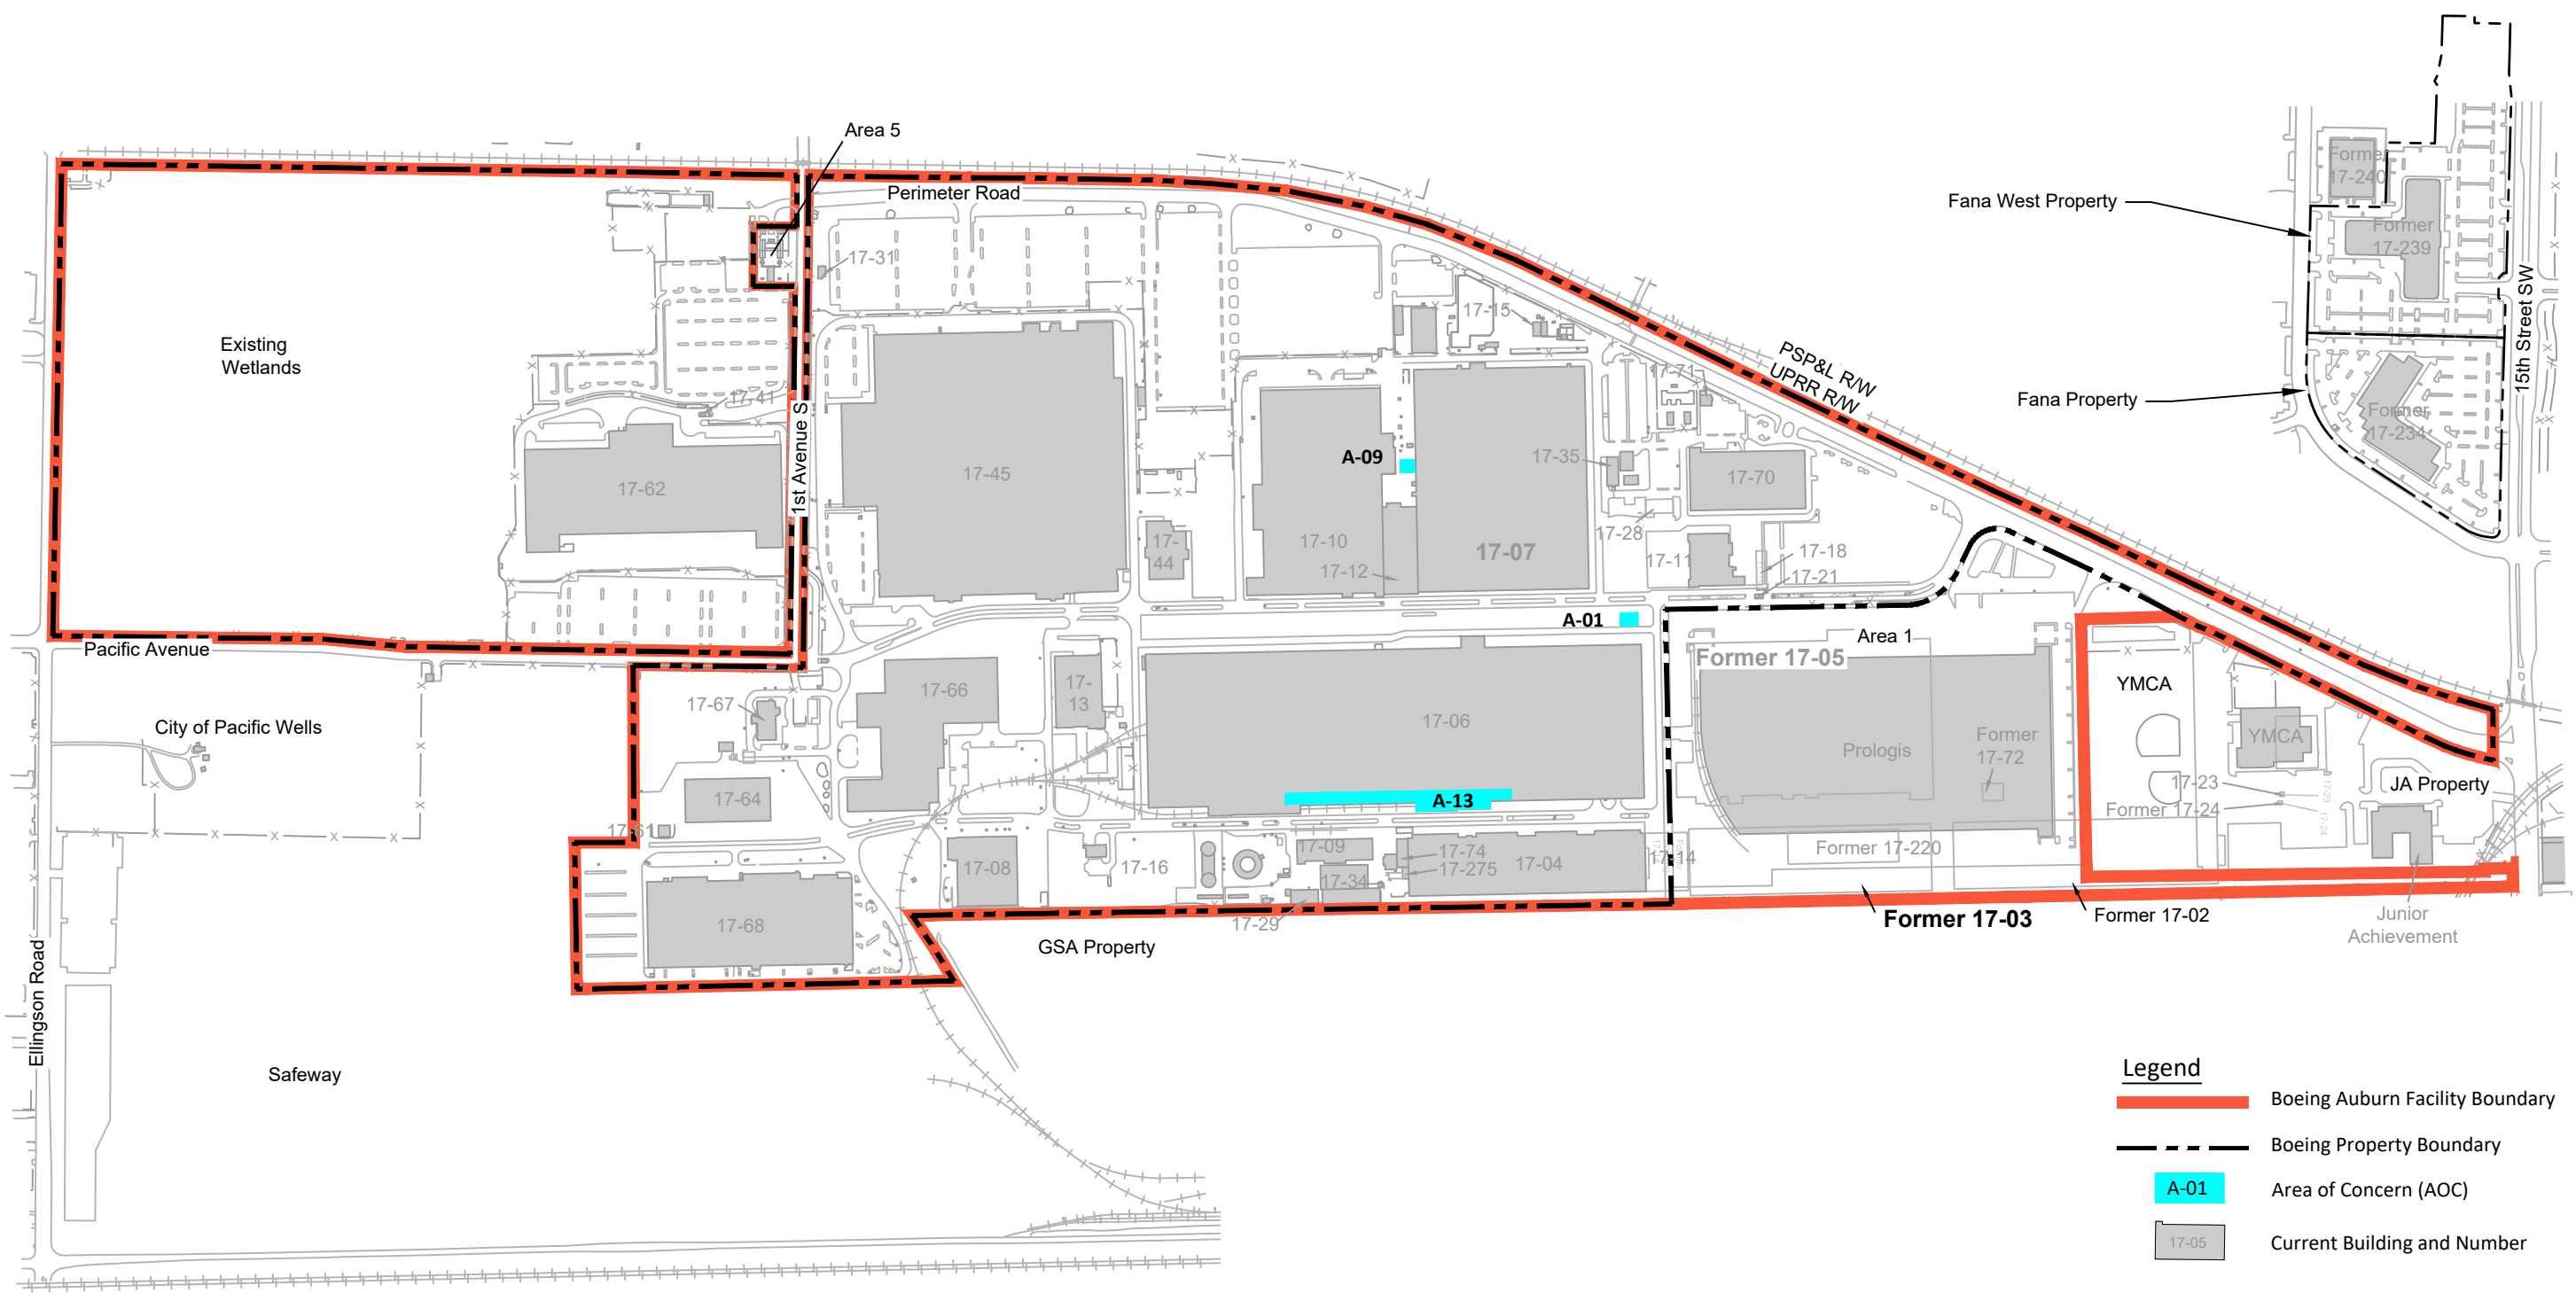 Area 5
Perimeter Road
Former
17-240
Fana West Property
Former
17-239
17-31
15th Street SW
17-15
Existing
Wetlands
PSP&L R/W
UPRR R/W
17-71
Fana Property
17-41
Former
17-234
1st Avenue S
A-09
17-35
17-62
17-45
17-70
17-28
17-10
17-07
17-
44
17-11
17-18
17-12
17-21
A-01
Area 1
Pacific Avenue
Former 17-05
YMCA
17-66
17-
13
17-67
17-06
City of Pacific Wells
Former
17-72
Prologis
YMCA
17-23
JA Property
17-64
A-13
Former 17-24
17-23
17-24
17-61
17-09
17-74
Former 17-220
17-14
17-08
17-16
17-275
17-04
17-34
17-68
17-29
Former 17-03
Former 17-02
Junior
Achievement
GSA Property
Ellingson Road
Safeway
Legend
Boeing Auburn Facility Boundary
Boeing Property Boundary
A-01
Area of Concern (AOC)
17-05
Current Building and Number